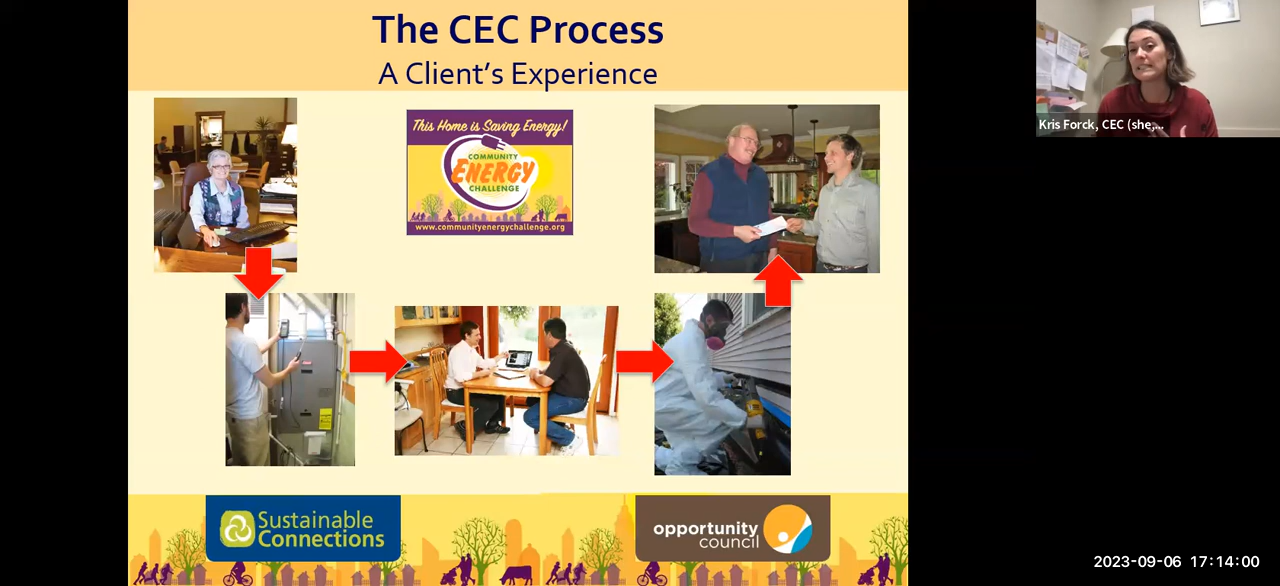 The CEC Process
A Client's Experience
This Home is Saving Energy!
COMMUNITY
ENERGY
CHALLENGE
www.communityenergychallenge.org
Kris Forck, CEC (she,...
Sustainable
Connections
opportunity
council
2023-09-06 17:14:00